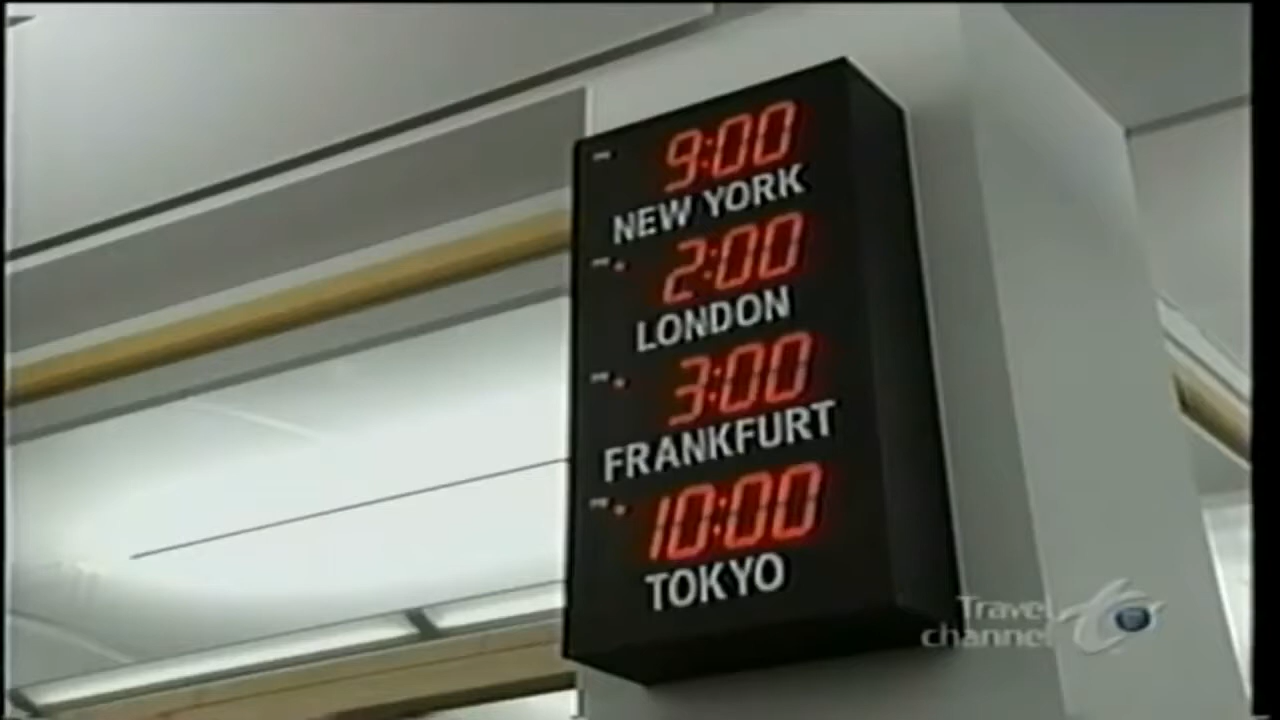 9:00
NEW YORK
2:00
LONDON
3:00
FRANKFURT
10:00
TOKYO
Travel
channel